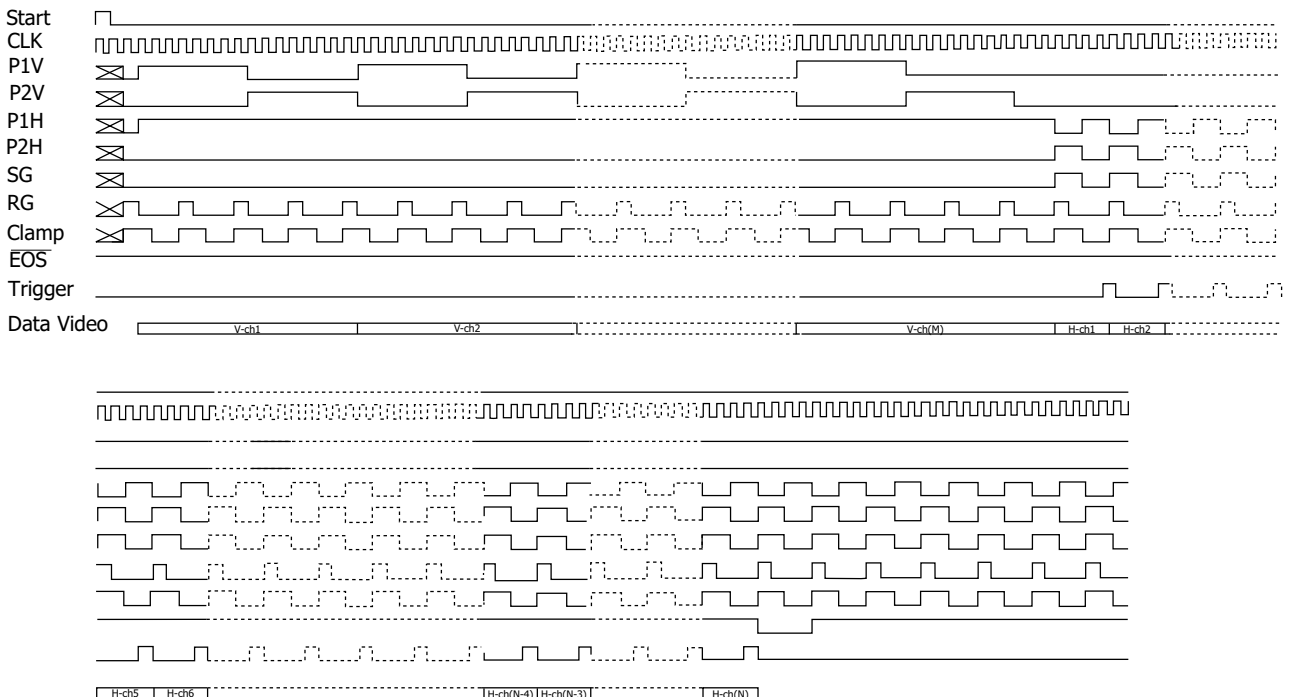 Start
CLK
P1V
P2V
P1H
P2H
SG
RG
Clamp
EOS
Trigger
Data Video
V-ch1
V-ch2
V-ch(M)
H-ch1
H-ch2
H-ch5
H-ch6
H-ch(N-4)
H-ch(N-3)
H-ch(N)